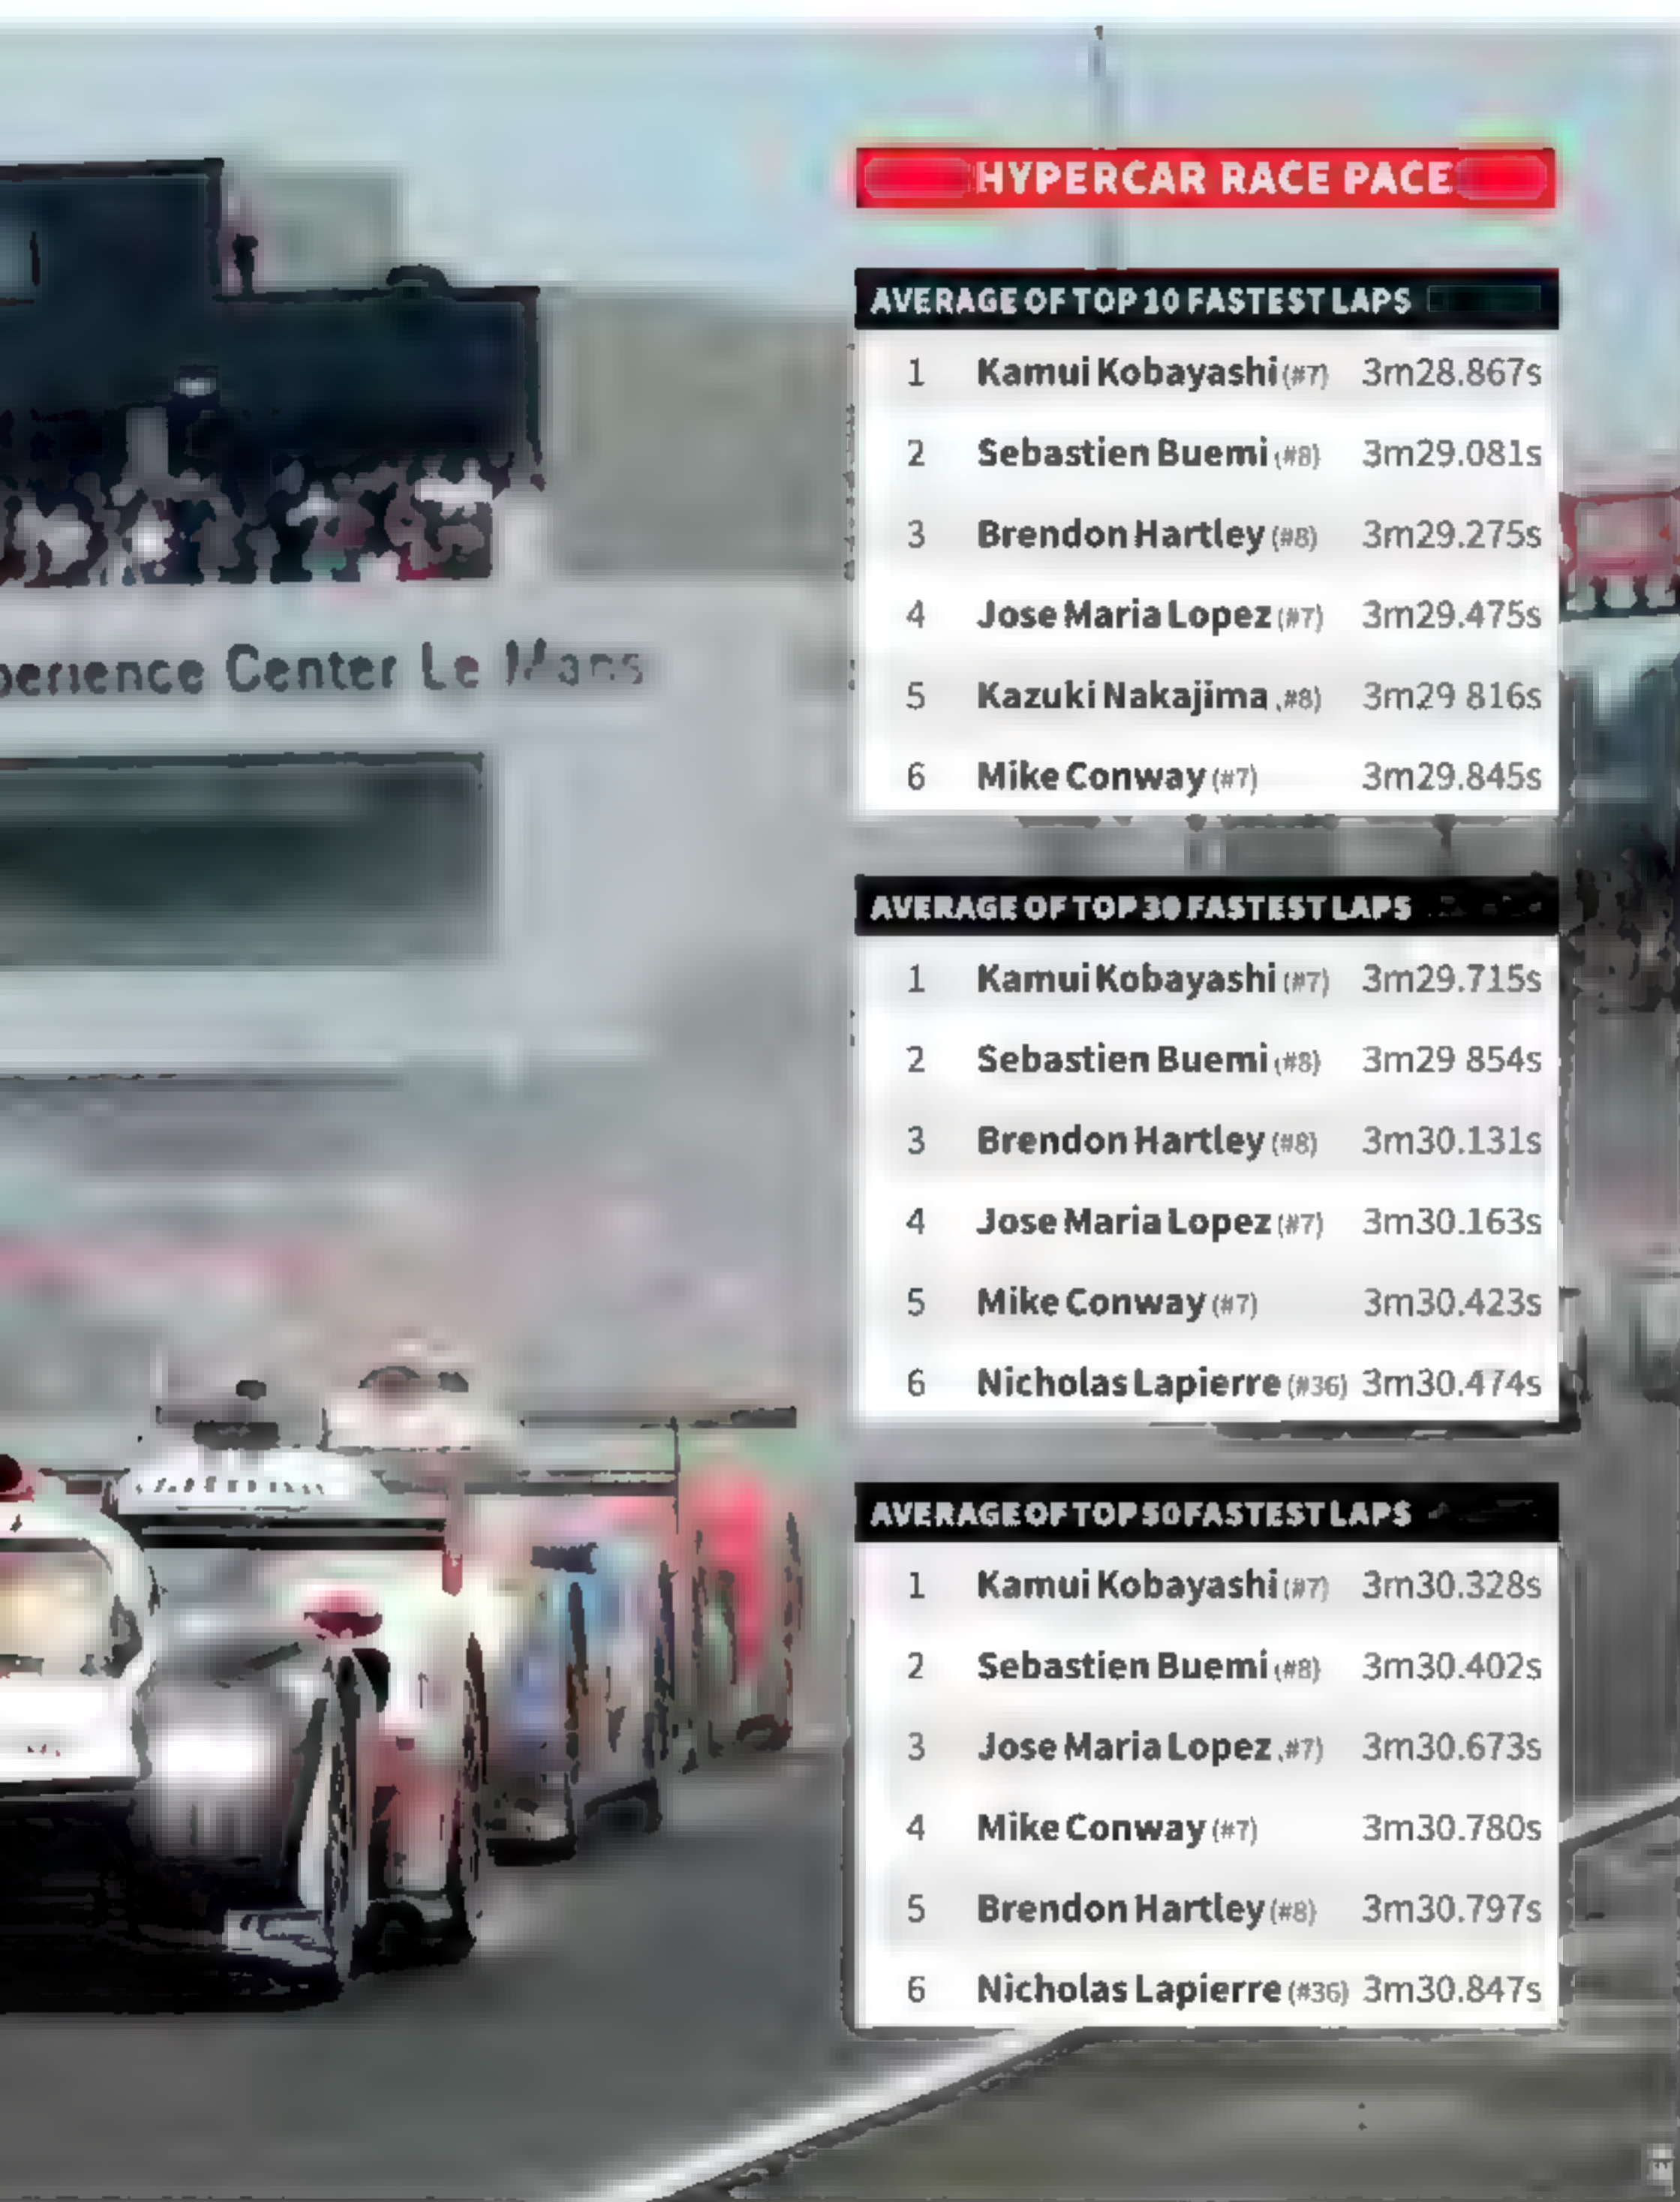 HYPERCAR RACE PACE
AVERAGE OF TOP 10 FASTEST LAPS
1 Kamui Kobayashi (#7) 3m28.867s
2 Sebastien Buemi (#8) 3m29.081s
3 Brendon Hartley (#8) 3m29.275s
4 Jose Maria Lopez (#7) 3m29.475s
5 Kazuki Nakajima (#8) 3m29.816s
6 Mike Conway (#7) 3m29.845s
AVERAGE OF TOP 30 FASTEST LAPS
1 Kamui Kobayashi (#7) 3m29.715s
2 Sebastien Buemi (#8) 3m29.854s
3 Brendon Hartley (#8) 3m30.131s
4 Jose Maria Lopez (#7) 3m30.163s
5 Mike Conway (#7) 3m30.423s
6 Nicholas Lapierre (#36) 3m30.474s
AVERAGE OF TOP 50 FASTEST LAPS
1 Kamui Kobayashi (#7) 3m30.328s
2 Sebastien Buemi (#8) 3m30.402s
3 Jose Maria Lopez (#7) 3m30.673s
4 Mike Conway (#7) 3m30.780s
5 Brendon Hartley (#8) 3m30.797s
6 Nicholas Lapierre (#36) 3m30.847s
perience Center Le Mans